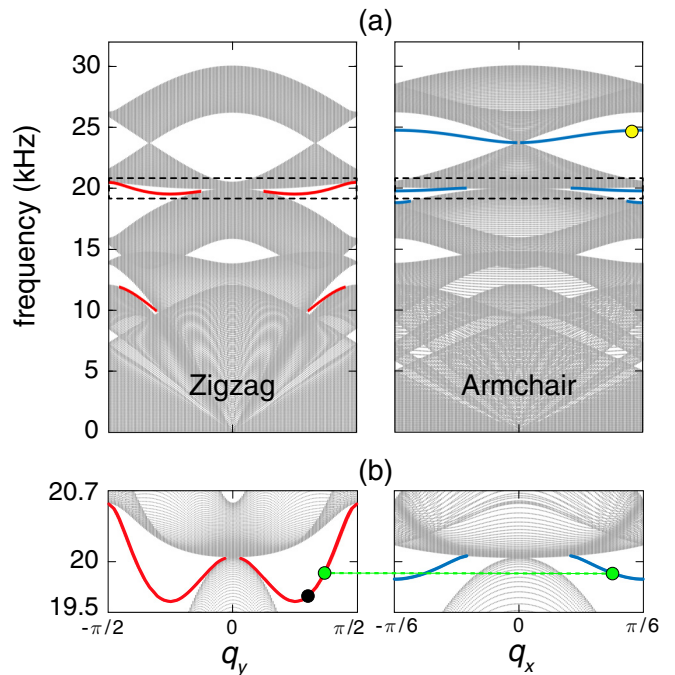 (a)
30
25
20
15
10
5
0
frequency (kHz)
Zigzag
Armchair
(b)
20.7
20
19.5
-π/2 0 π/2
-π/6 0 π/6
q_y
q_x